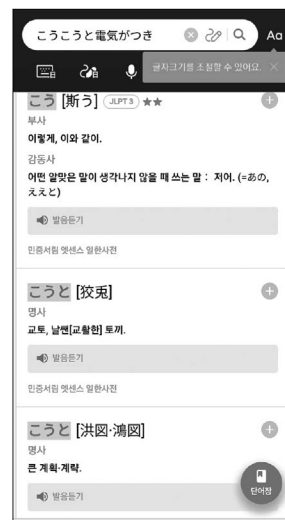 こうこうと電気がつき
Aa
글자크기를 조절할 수 있어요. ×
こう [斯う] JLPT 3 ★★
부사
이렇게, 이와 같이.
감동사
어떤 알맞은 말이 생각나지 않을 때 쓰는 말 : 저어. (=あの,
ええと)
발음듣기
민중서림 엣센스 일한사전
こうと [狡兎]
명사
교토, 날쌘[교활한] 토끼.
발음듣기
민중서림 엣센스 일한사전
こうと [洪図·鴻図]
명사
큰 계획·계략.
발음듣기
단어장